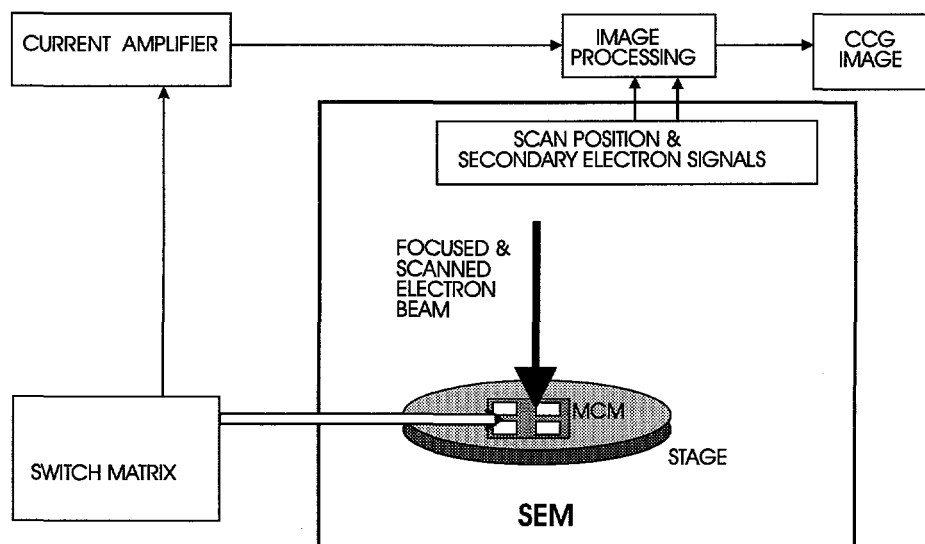 CURRENT AMPLIFIER
IMAGE
PROCESSING
CCG
IMAGE
SCAN POSITION &
SECONDARY ELECTRON SIGNALS
FOCUSED &
SCANNED
ELECTRON
BEAM
MCM
STAGE
SWITCH MATRIX
SEM